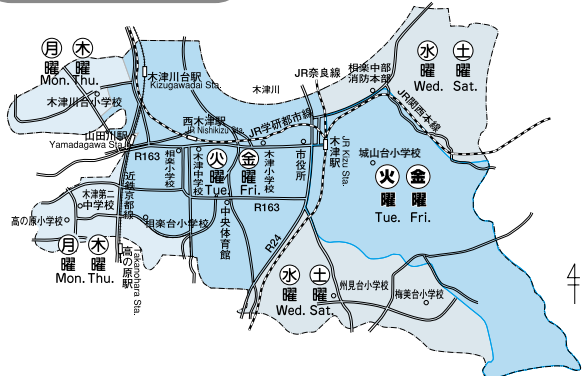 月曜 木曜
Mon. Thu.
木津川台駅
Kizugawadai Sta.
木津川
JR奈良線
相楽中部
消防本部
水曜 土曜
Wed. Sat.
木津川台小学校
山田川駅
Yamadagawa Sta.
西木津駅
JR Nishikizu Sta.
JR学研都市線
JR関西本線
R163
相楽小学校
木津中学校
火曜 金曜
Tue. Fri.
木津小学校
市役所
木津駅
JR Kizu Sta.
城山台小学校
火曜 金曜
Tue. Fri.
近鉄京都線
木津第二
中学校
高の原小学校
相楽台小学校
中央体育館
R163
R24
月曜 木曜
Mon. Thu.
高の原駅
Takanohara Sta.
水曜 土曜
Wed. Sat.
州見台小学校
梅美台小学校